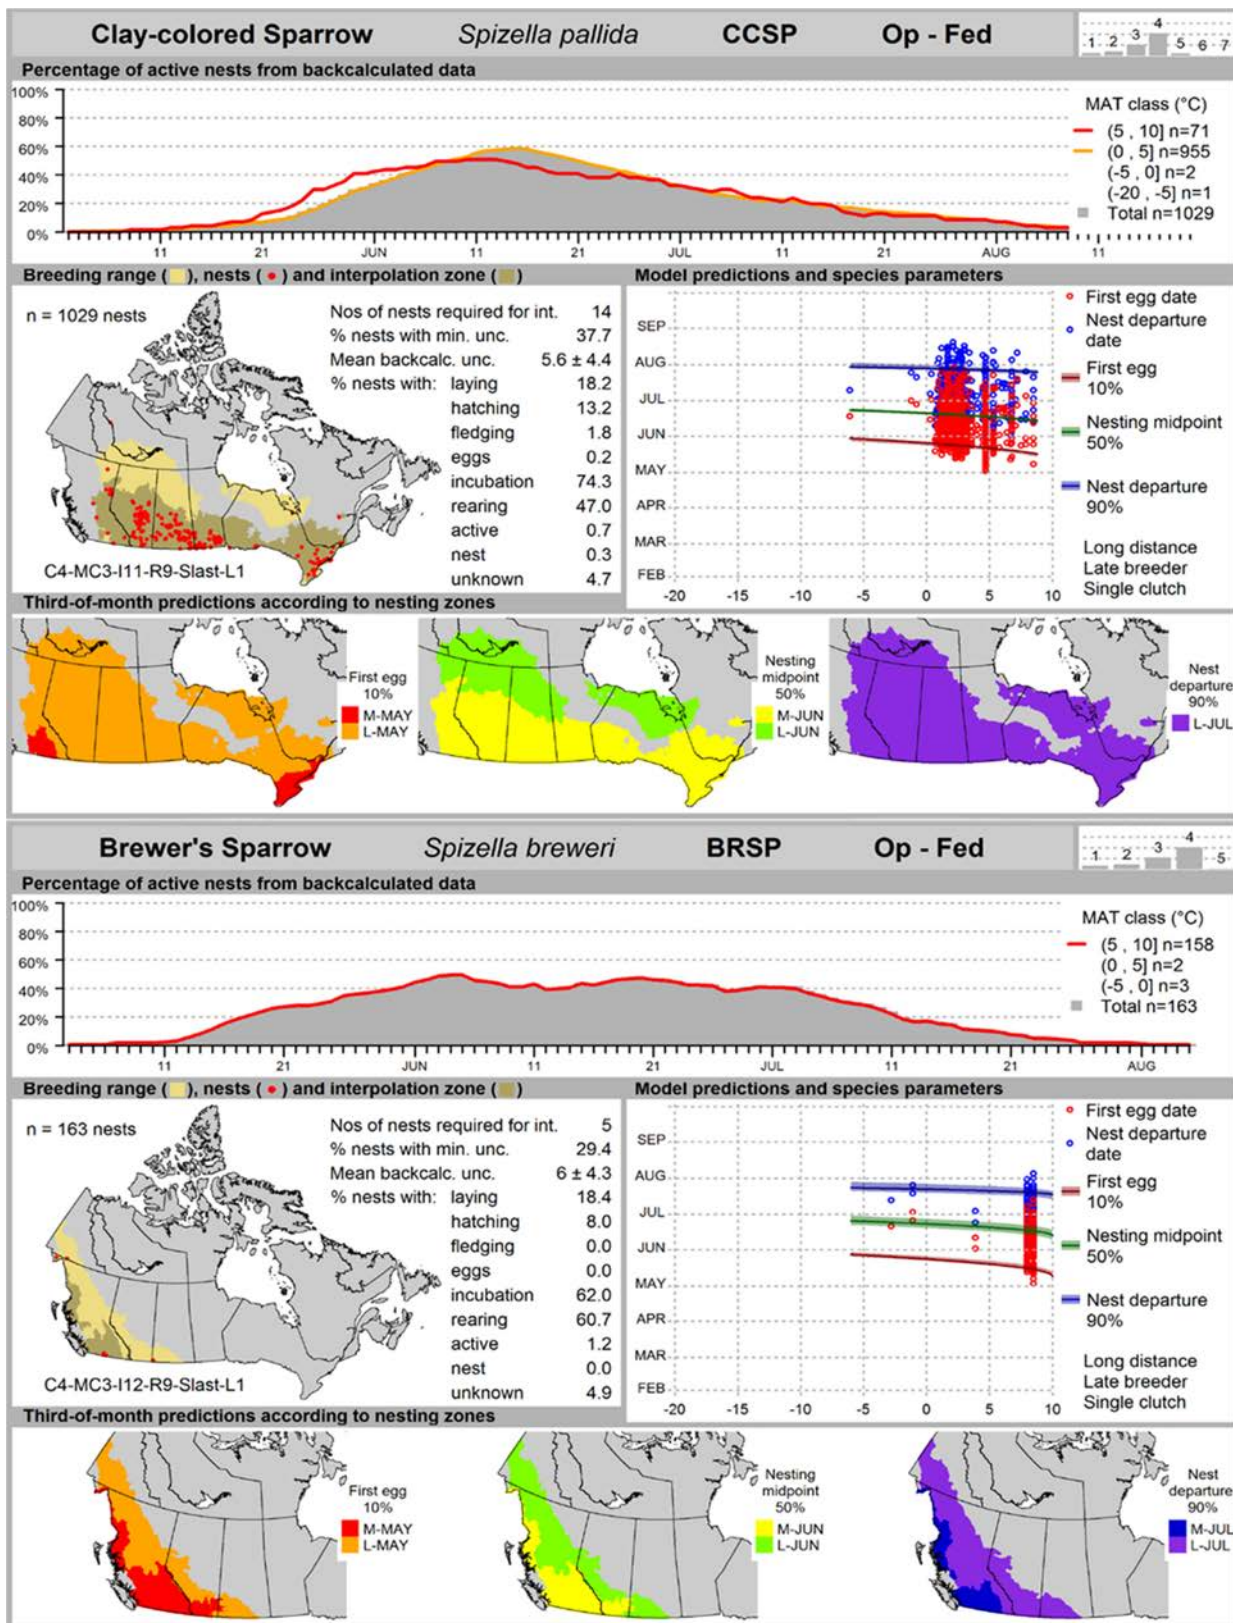 Clay-colored Sparrow Spizella pallida CCSP Op - Fed
1 2 3 4 5 6 7
Percentage of active nests from backcalculated data
100%
80%
60%
40%
20%
0%
11 21 JUN 11 21 JUL 11 21 AUG 11
MAT class (°C)
(5 , 10] n=71
(0 , 5] n=955
(-5 , 0] n=2
(-20 , -5] n=1
Total n=1029
Breeding range ( ), nests ( ) and interpolation zone ( )
n = 1029 nests
Nos of nests required for int. 14
% nests with min. unc. 37.7
Mean backcalc. unc. 5.6 ± 4.4
% nests with: laying 18.2
hatching 13.2
fledging 1.8
eggs 0.2
incubation 74.3
rearing 47.0
active 0.7
nest 0.3
unknown 4.7
C4-MC3-I11-R9-Slast-L1
Model predictions and species parameters
SEP
AUG
JUL
JUN
MAY
APR
MAR
FEB
-20 -15 -10 -5 0 5 10
First egg date
Nest departure
date
First egg
10%
Nesting midpoint
50%
Nest departure
90%
Long distance
Late breeder
Single clutch
Third-of-month predictions according to nesting zones
First egg
10%
M-MAY
L-MAY
Nesting
midpoint
50%
M-JUN
L-JUN
Nest
departure
90%
L-JUL
Brewer's Sparrow Spizella breweri BRSP Op - Fed
1 2 3 4 5
Percentage of active nests from backcalculated data
100%
80%
60%
40%
20%
0%
11 21 JUN 11 21 JUL 11 21 AUG
MAT class (°C)
(5 , 10] n=158
(0 , 5] n=2
(-5 , 0] n=3
Total n=163
Breeding range ( ), nests ( ) and interpolation zone ( )
n = 163 nests
Nos of nests required for int. 5
% nests with min. unc. 29.4
Mean backcalc. unc. 6 ± 4.3
% nests with: laying 18.4
hatching 8.0
fledging 0.0
eggs 0.0
incubation 62.0
rearing 60.7
active 1.2
nest 0.0
unknown 4.9
C4-MC3-I12-R9-Slast-L1
Model predictions and species parameters
SEP
AUG
JUL
JUN
MAY
APR
MAR
FEB
-20 -15 -10 -5 0 5 10
First egg date
Nest departure
date
First egg
10%
Nesting midpoint
50%
Nest departure
90%
Long distance
Late breeder
Single clutch
Third-of-month predictions according to nesting zones
First egg
10%
M-MAY
L-MAY
Nesting
midpoint
50%
M-JUN
L-JUN
Nest
departure
90%
M-JUL
L-JUL